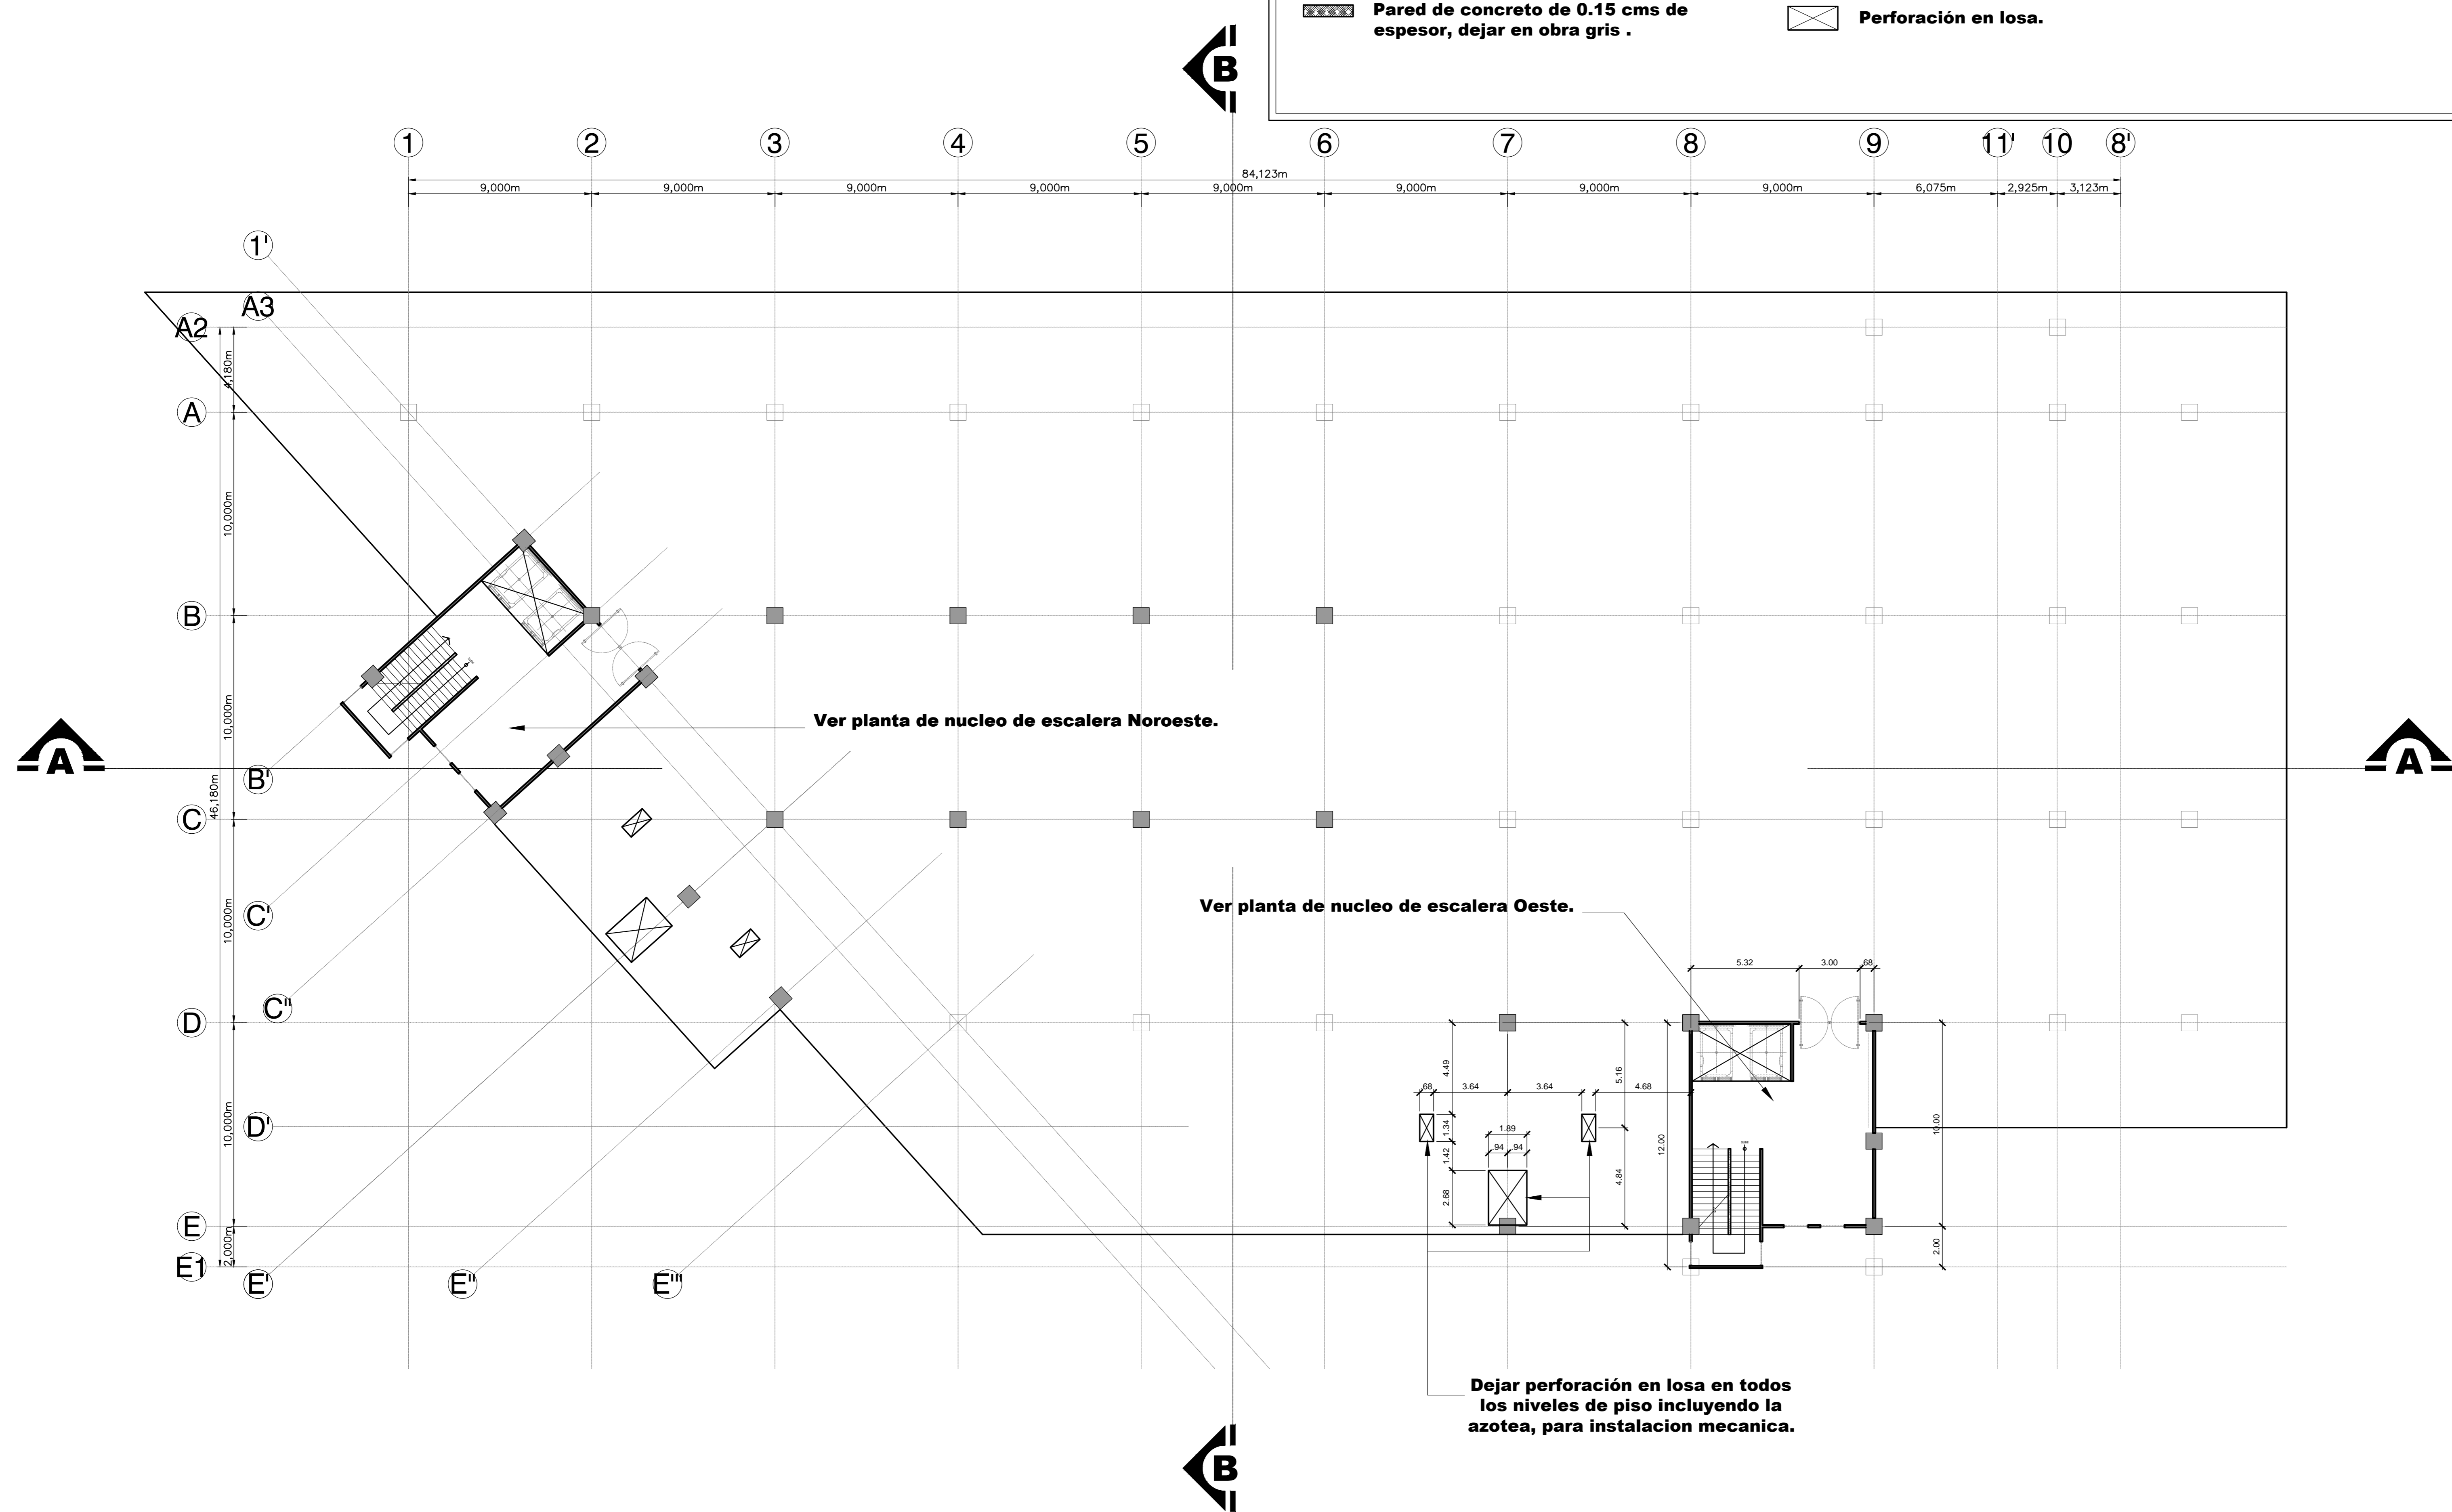 Pared de concreto de 0.15 cms de
espesor, dejar en obra gris .
Perforación en losa.
B
1 2 3 4 5 6 7 8 9 11' 10 8'
84,123m
9,000m 9,000m 9,000m 9,000m 9,000m 9,000m 9,000m 9,000m 6,075m 2,925m 3,123m
1'
A3
A2
4,180m
A
10,000m
B
10,000m
Ver planta de nucleo de escalera Noroeste.
A
A
B'
46,180m
C
C'
10,000m
Ver planta de nucleo de escalera Oeste.
5.32 3.00 .68
C''
D
4.49
5.16
.68 3.64 3.64 4.68
D'
10,000m
1.34
1.89
.94 .94
1.42
12.00
10.00
4.84
2.68
E
2,000m
2.00
E1
E'
E''
E'''
Dejar perforación en losa en todos
los niveles de piso incluyendo la
azotea, para instalacion mecanica.
B